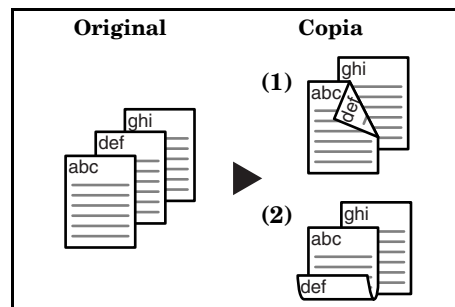 Original
Copia
ghi
def
abc
(1)
ghi
abc
def
(2)
ghi
abc
def